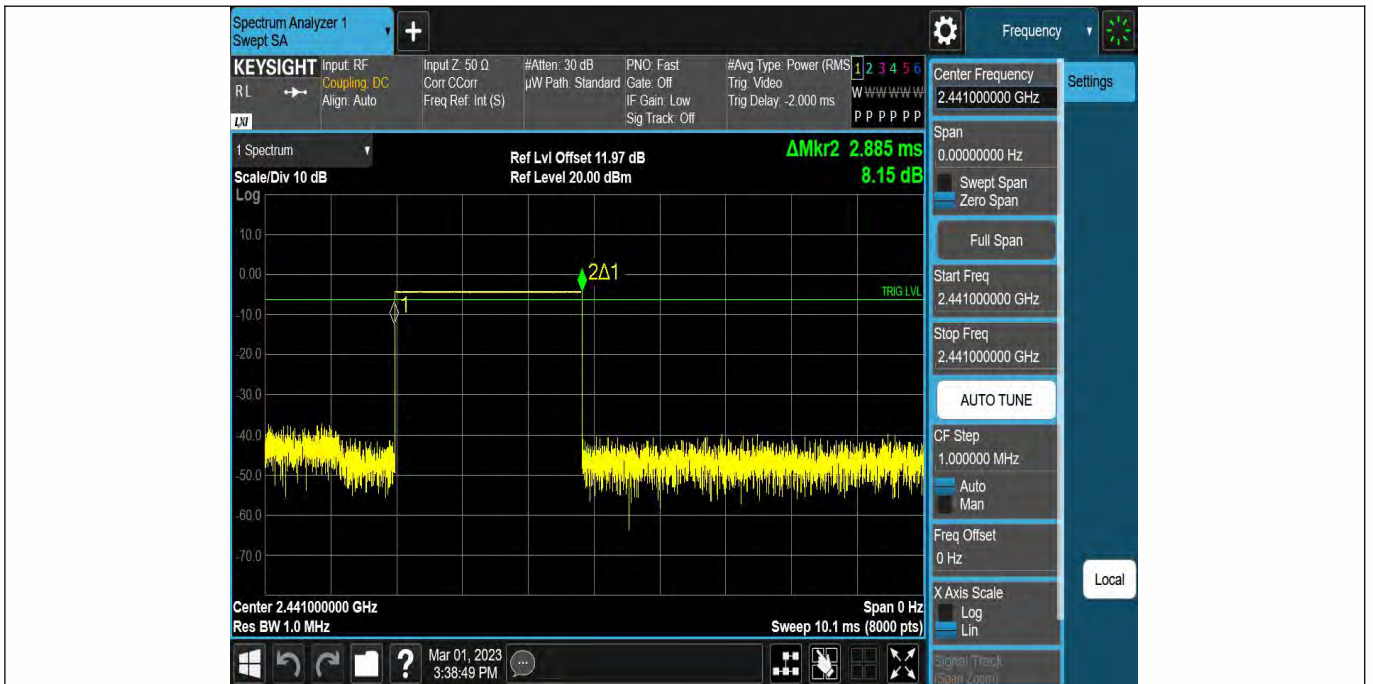 Spectrum Analyzer 1
Swept SA
+
Frequency
KEYSIGHT
RL
LXI
Input: RF
Coupling: DC
Align: Auto
Input Z: 50 Ω
Corr CCorr
Freq Ref: Int (S)
#Atten: 30 dB
µW Path: Standard
PNO: Fast
Gate: Off
IF Gain: Low
Sig Track: Off
#Avg Type: Power (RMS
Trig: Video
Trig Delay: -2.000 ms
1 2 3 4 5 6
W W W W W W
P P P P P P
1 Spectrum
Scale/Div 10 dB
Ref Lvl Offset 11.97 dB
Ref Level 20.00 dBm
ΔMkr2 2.885 ms
8.15 dB
Log
10.0
0.00
-10.0
-20.0
-30.0
-40.0
-50.0
-60.0
-70.0
1
2Δ1
TRIG LVL
Center 2.441000000 GHz
Res BW 1.0 MHz
Span 0 Hz
Sweep 10.1 ms (8000 pts)
Center Frequency
2.441000000 GHz
Settings
Span
0.00000000 Hz
Swept Span
Zero Span
Full Span
Start Freq
2.441000000 GHz
Stop Freq
2.441000000 GHz
AUTO TUNE
CF Step
1.000000 MHz
Auto
Man
Freq Offset
0 Hz
X Axis Scale
Log
Lin
Signal Track
(Span Zoom)
Local
?
Mar 01, 2023
3:38:49 PM